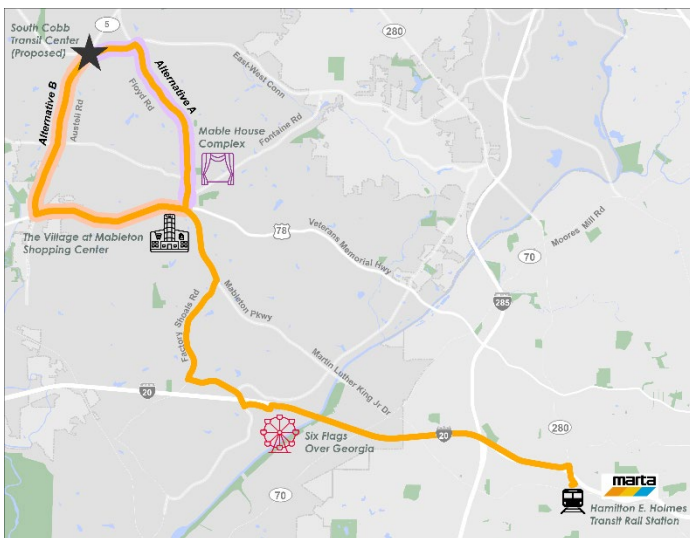 South Cobb
Transit Center
(Proposed)
5
280
East-West Conn
Alternative B
Austell Rd
Floyd Rd
Alternative A
Fontaine Rd
Mable House
Complex
The Village at Mableton
Shopping Center
78
Veterans Memorial Hwy
Moores Mill Rd
70
285
Factory Shoals Rd
Mableton Pkwy
Martin Luther King Jr Dr
20
Six Flags
Over Georgia
20
280
70
marta
Hamilton E. Holmes
Transit Rail Station